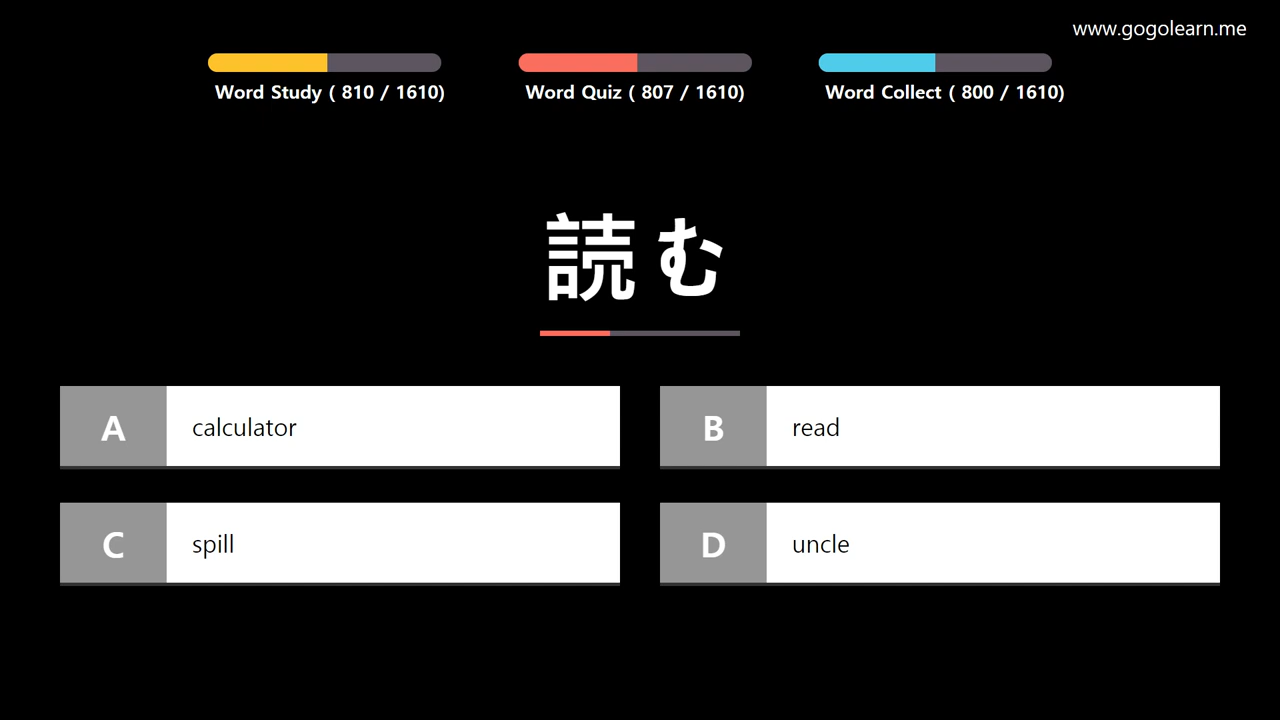 www.gogolearn.me
Word Study ( 810 / 1610)
Word Quiz ( 807 / 1610)
Word Collect ( 800 / 1610)
読む
A calculator
B read
C spill
D uncle